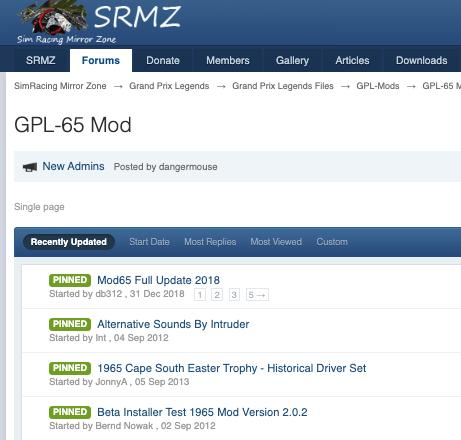 SRMZ
Sim Racing Mirror Zone
SRMZ Forums Donate Members Gallery Articles Downloads
SimRacing Mirror Zone → Grand Prix Legends → Grand Prix Legends Files → GPL-Mods → GPL-65 M
GPL-65 Mod
New Admins Posted by dangermouse
Single page
Recently Updated Start Date Most Replies Most Viewed Custom
PINNED Mod65 Full Update 2018
Started by db312 , 31 Dec 2018 1 2 3 5 →
PINNED Alternative Sounds By Intruder
Started by Int , 04 Sep 2012
PINNED 1965 Cape South Easter Trophy - Historical Driver Set
Started by JonnyA , 05 Sep 2013
PINNED Beta Installer Test 1965 Mod Version 2.0.2
Started by Bernd Nowak , 02 Sep 2012